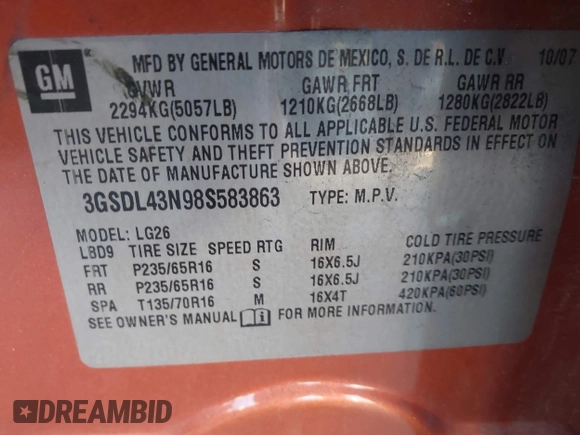 GM
MFD BY GENERAL MOTORS DE MEXICO, S. DE R.L. DE C.V 10/07
GVWR GAWR FRT GAWR RR
2294KG(5057LB) 1210KG(2668LB) 1280KG(2822LB)
THIS VEHICLE CONFORMS TO ALL APPLICABLE U.S. FEDERAL MOTOR
VEHICLE SAFETY AND THEFT PREVENTION STANDARDS IN EFFECT ON
THE DATE OF MANUFACTURE SHOWN ABOVE.
3GSDL43N98S583863 TYPE: M.P.V.
MODEL: LG26
L8D9 TIRE SIZE SPEED RTG RIM COLD TIRE PRESSURE
FRT P235/65R16 S 16X6.5J 210KPA(30PSI)
RR P235/65R16 S 16X6.5J 210KPA(30PSI)
SPA T135/70R16 M 16X4T 420KPA(60PSI)
SEE OWNER'S MANUAL i FOR MORE INFORMATION.
DREAMBID